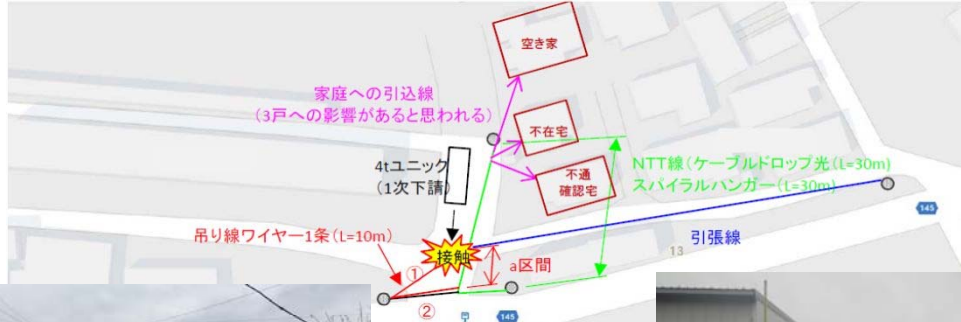 空き家
家庭への引込線
(3戸への影響があると思われる)
不在宅
4tユニック
(1次下請)
不通
確認宅
NTT線(ケーブルドロップ光(L=30m)
スパイラルハンガー(L=30m)
145
吊り線ワイヤー1条(L=10m)
接触
引張線
13
①
a区間
②
145